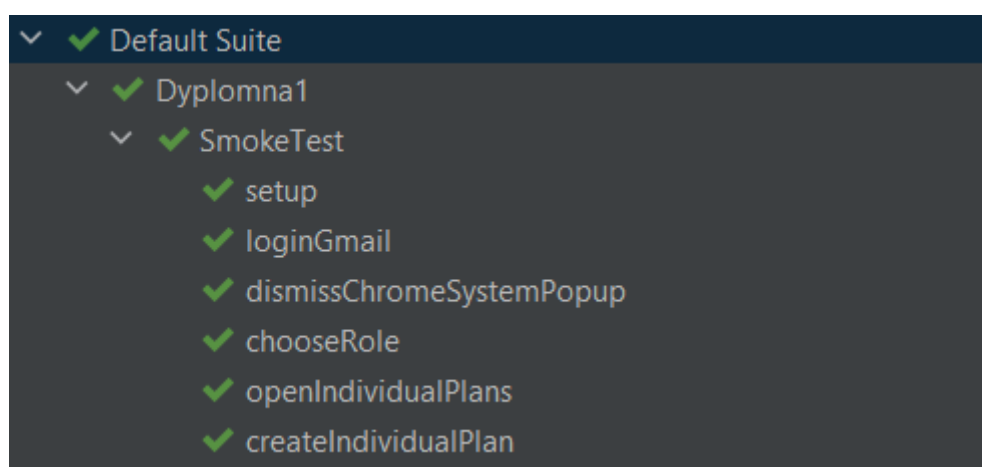 Default Suite
Dyplomna1
SmokeTest
setup
loginGmail
dismissChromeSystemPopup
chooseRole
openIndividualPlans
createIndividualPlan